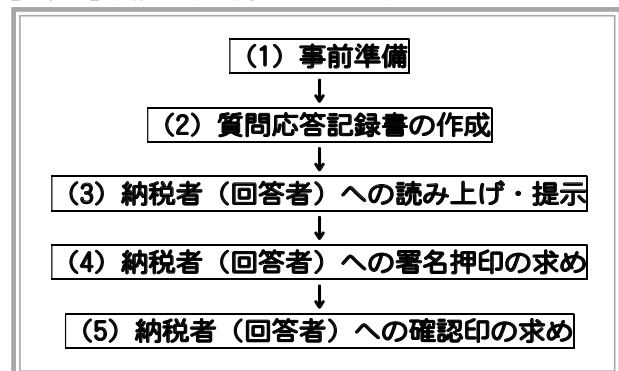 (1) 事前準備
↓
(2) 質問応答記録書の作成
↓
(3) 納税者(回答者)への読み上げ・提示
↓
(4) 納税者(回答者)への署名押印の求め
↓
(5) 納税者(回答者)への確認印の求め